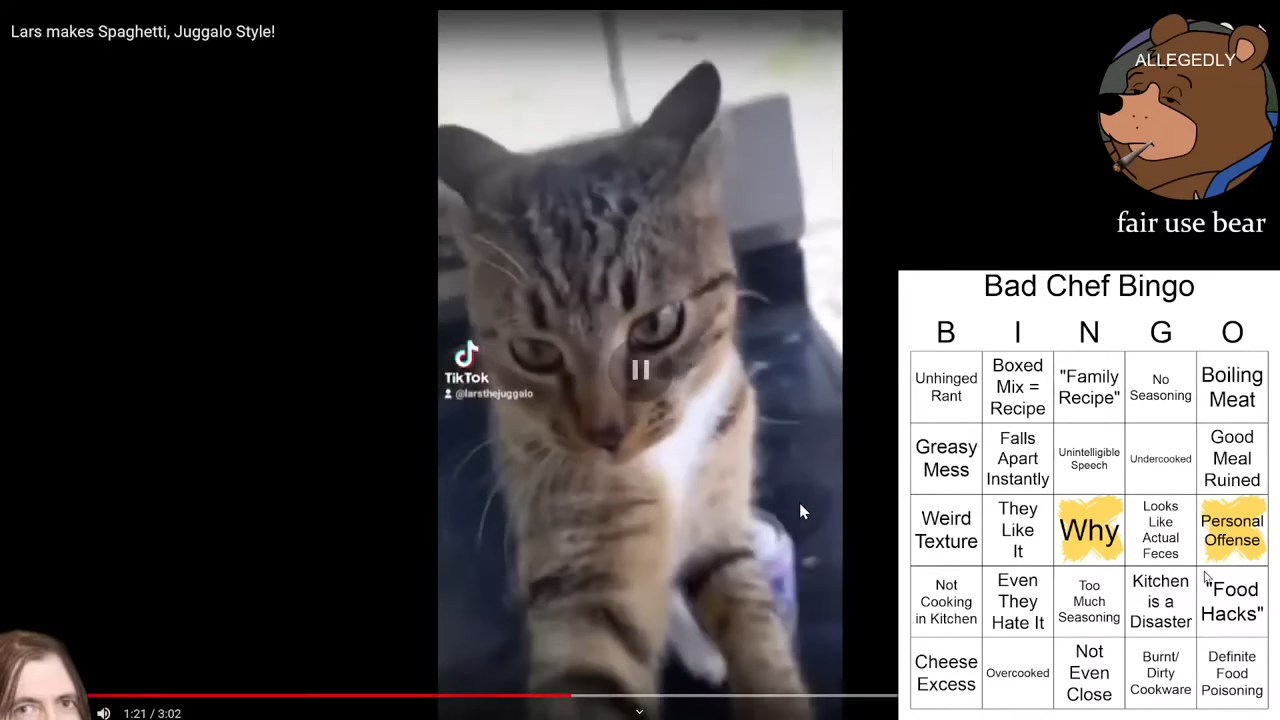 Lars makes Spaghetti, Juggalo Style!
ALLEGEDLY
fair use bear
TikTok
@larsthejuggalo
Bad Chef Bingo
B I N G O
Unhinged
Rant
Boxed
Mix =
Recipe
"Family
Recipe"
No
Seasoning
Boiling
Meat
Greasy
Mess
Falls
Apart
Instantly
Unintelligible
Speech
Undercooked
Good
Meal
Ruined
Weird
Texture
They
Like
It
Why
Looks
Like
Actual
Feces
Personal
Offense
Not
Cooking
in Kitchen
Even
They
Hate It
Too
Much
Seasoning
Kitchen
is a
Disaster
"Food
Hacks"
Cheese
Excess
Overcooked
Not
Even
Close
Burnt/
Dirty
Cookware
Definite
Food
Poisoning
1:21 / 3:02